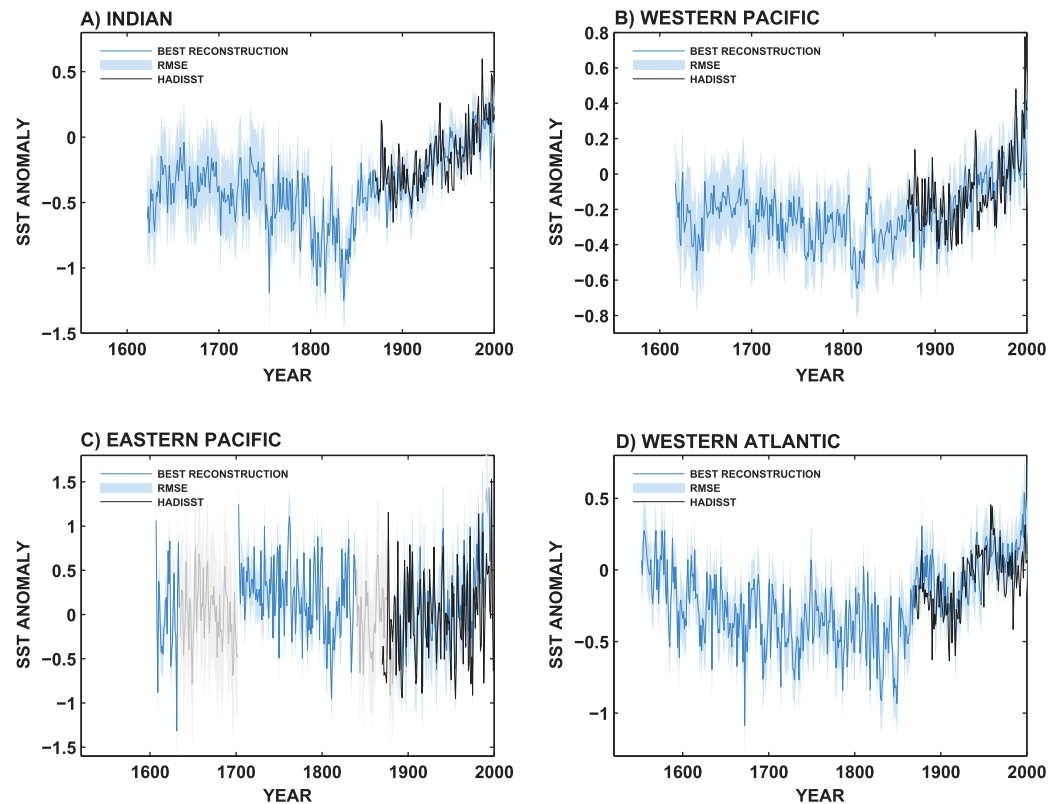 A) INDIAN
BEST RECONSTRUCTION
RMSE
HADISST
0.5
0
−0.5
−1
−1.5
SST ANOMALY
1600 1700 1800 1900 2000
YEAR
B) WESTERN PACIFIC
BEST RECONSTRUCTION
RMSE
HADISST
0.8
0.6
0.4
0.2
0
−0.2
−0.4
−0.6
−0.8
SST ANOMALY
1600 1700 1800 1900 2000
YEAR
C) EASTERN PACIFIC
BEST RECONSTRUCTION
RMSE
HADISST
1.5
1
0.5
0
−0.5
−1
−1.5
SST ANOMALY
1600 1700 1800 1900 2000
YEAR
D) WESTERN ATLANTIC
BEST RECONSTRUCTION
RMSE
HADISST
0.5
0
−0.5
−1
SST ANOMALY
1600 1700 1800 1900 2000
YEAR